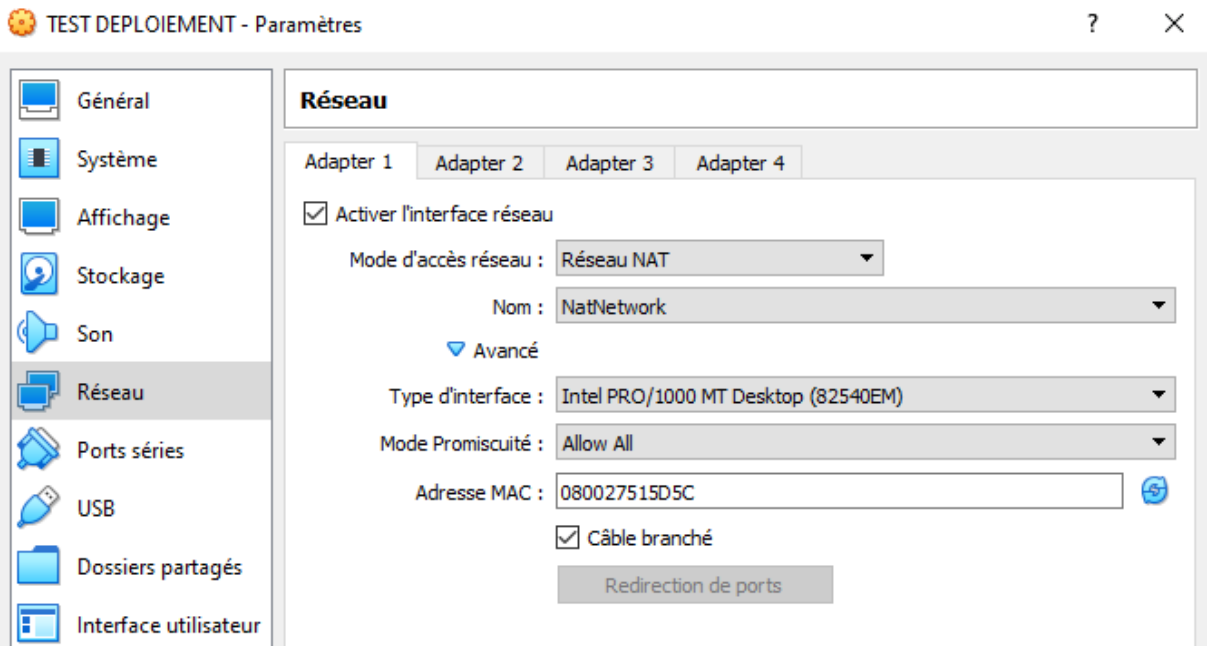 TEST DEPLOIEMENT - Paramètres ? ×
Général
Système
Affichage
Stockage
Son
Réseau
Ports séries
USB
Dossiers partagés
Interface utilisateur
Réseau
Adapter 1 Adapter 2 Adapter 3 Adapter 4
Activer l'interface réseau
Mode d'accès réseau : Réseau NAT
Nom : NatNetwork
Avancé
Type d'interface : Intel PRO/1000 MT Desktop (82540EM)
Mode Promiscuité : Allow All
Adresse MAC : 080027515D5C
Câble branché
Redirection de ports